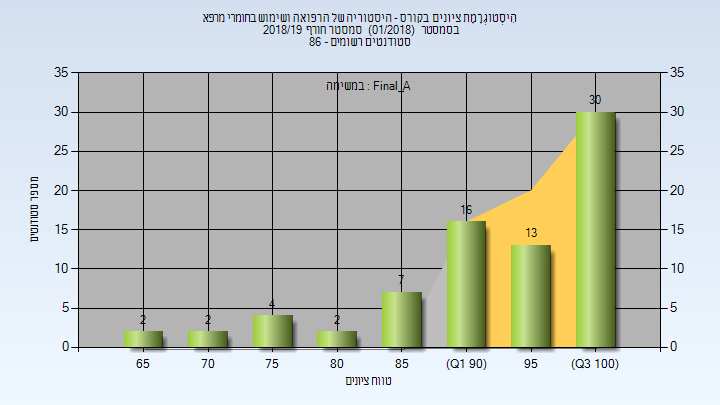 הִיסְטוֹגְרַמַת ציונים בקורס - היסטוריה של הרפואה ושימוש בחומרי מרפא
בסמסטר (01/2018) סמסטר חורף 2018/19
סטודנטים רשומים - 86
במשימה : Final_A
מספר סטודנטים
35 35
30 30
25 25
20 20
15 15
10 10
5 5
0 0
2 2 4 2 7 16 13 30
65 70 75 80 85 (Q1 90) 95 (Q3 100)
טווח ציונים